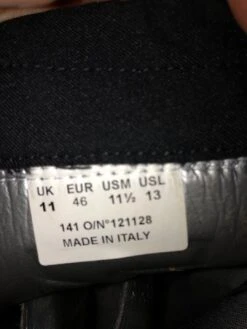 UK EUR USM USL
11 46 11½ 13
141 O/N°121128
MADE IN ITALY